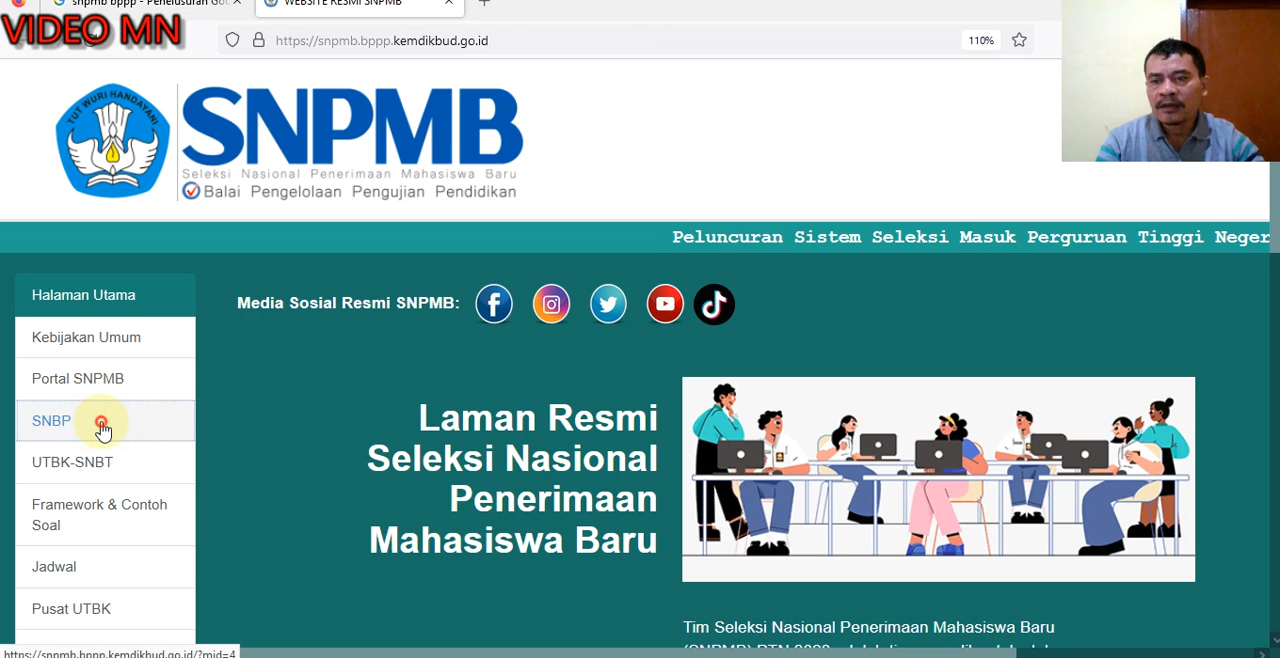 snpmb bppp - Penelusuran Goo
WEBSITE RESMI SNPMB
VIDEO MN
https://snpmb.bppp.kemdikbud.go.id
110%
TUT WURI HANDAYANI
SNPMB
Seleksi Nasional Penerimaan Mahasiswa Baru
Balai Pengelolaan Pengujian Pendidikan
Peluncuran Sistem Seleksi Masuk Perguruan Tinggi Neger
Halaman Utama
Kebijakan Umum
Portal SNPMB
SNBP
UTBK-SNBT
Framework & Contoh
Soal
Jadwal
Pusat UTBK
Media Sosial Resmi SNPMB:
Laman Resmi
Seleksi Nasional
Penerimaan
Mahasiswa Baru
Tim Seleksi Nasional Penerimaan Mahasiswa Baru
https://snpmb.bppp.kemdikbud.go.id/?mid=4